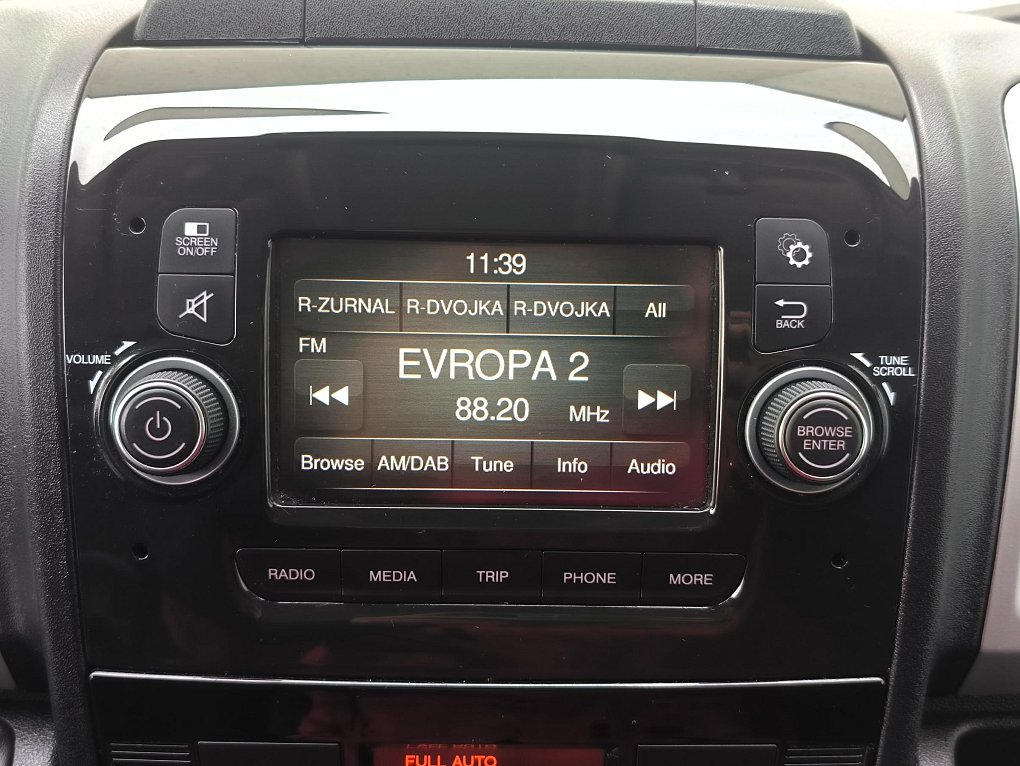 SCREEN
ON/OFF
VOLUME
11:39
R-ZURNAL R-DVOJKA R-DVOJKA All
FM
EVROPA 2
88.20 MHz
Browse AM/DAB Tune Info Audio
BACK
TUNE
SCROLL
BROWSE
ENTER
RADIO MEDIA TRIP PHONE MORE
FULL AUTO